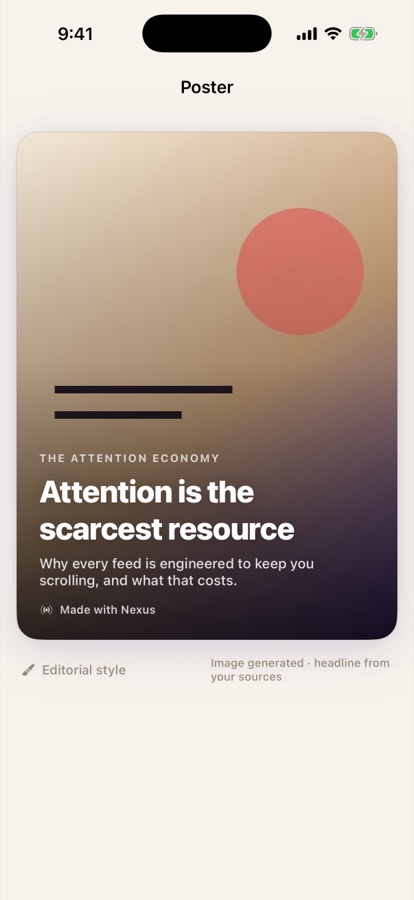 9:41
Poster
THE ATTENTION ECONOMY
Attention is the
scarcest resource
Why every feed is engineered to keep you
scrolling, and what that costs.
Made with Nexus
Editorial style
Image generated · headline from
your sources